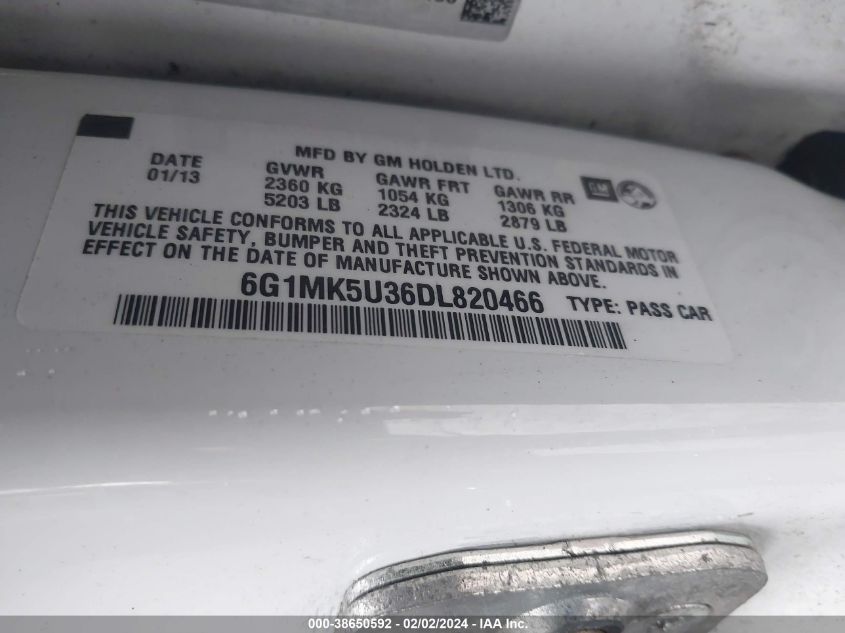 MFD BY GM HOLDEN LTD.
DATE GVWR GAWR FRT GAWR RR GM
01/13 2360 KG 1054 KG 1306 KG
5203 LB 2324 LB 2879 LB
THIS VEHICLE CONFORMS TO ALL APPLICABLE U.S. FEDERAL MOTOR
VEHICLE SAFETY, BUMPER AND THEFT PREVENTION STANDARDS IN
EFFECT ON THE DATE OF MANUFACTURE SHOWN ABOVE.
6G1MK5U36DL820466 TYPE: PASS CAR
000-38650592 - 02/02/2024 - IAA Inc.